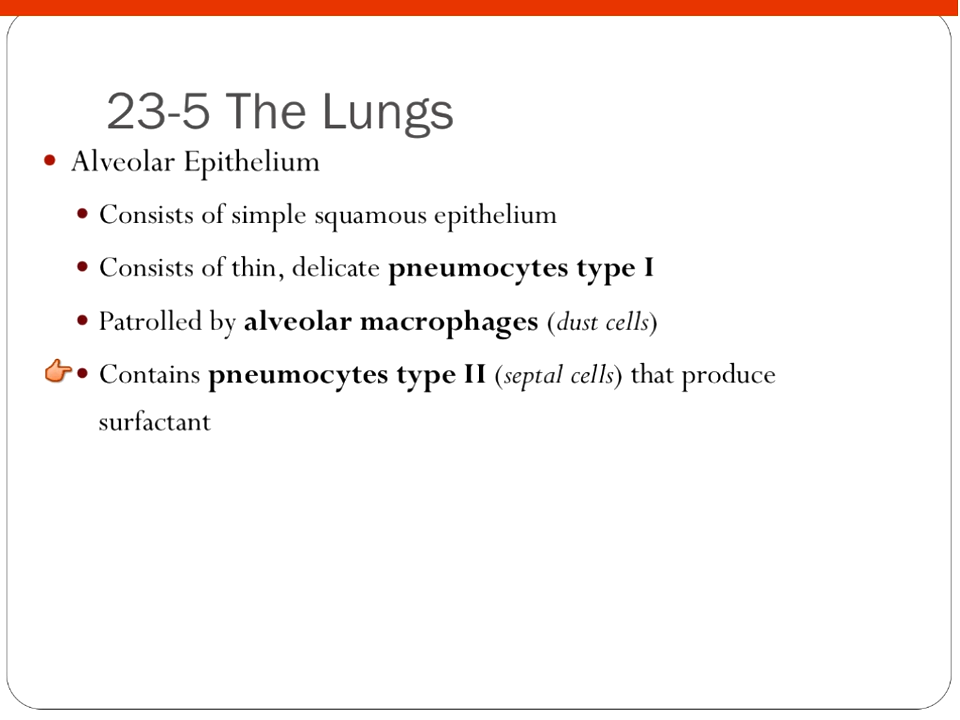 23-5 The Lungs
• Alveolar Epithelium
• Consists of simple squamous epithelium
• Consists of thin, delicate pneumocytes type I
• Patrolled by alveolar macrophages (dust cells)
• Contains pneumocytes type II (septal cells) that produce
surfactant